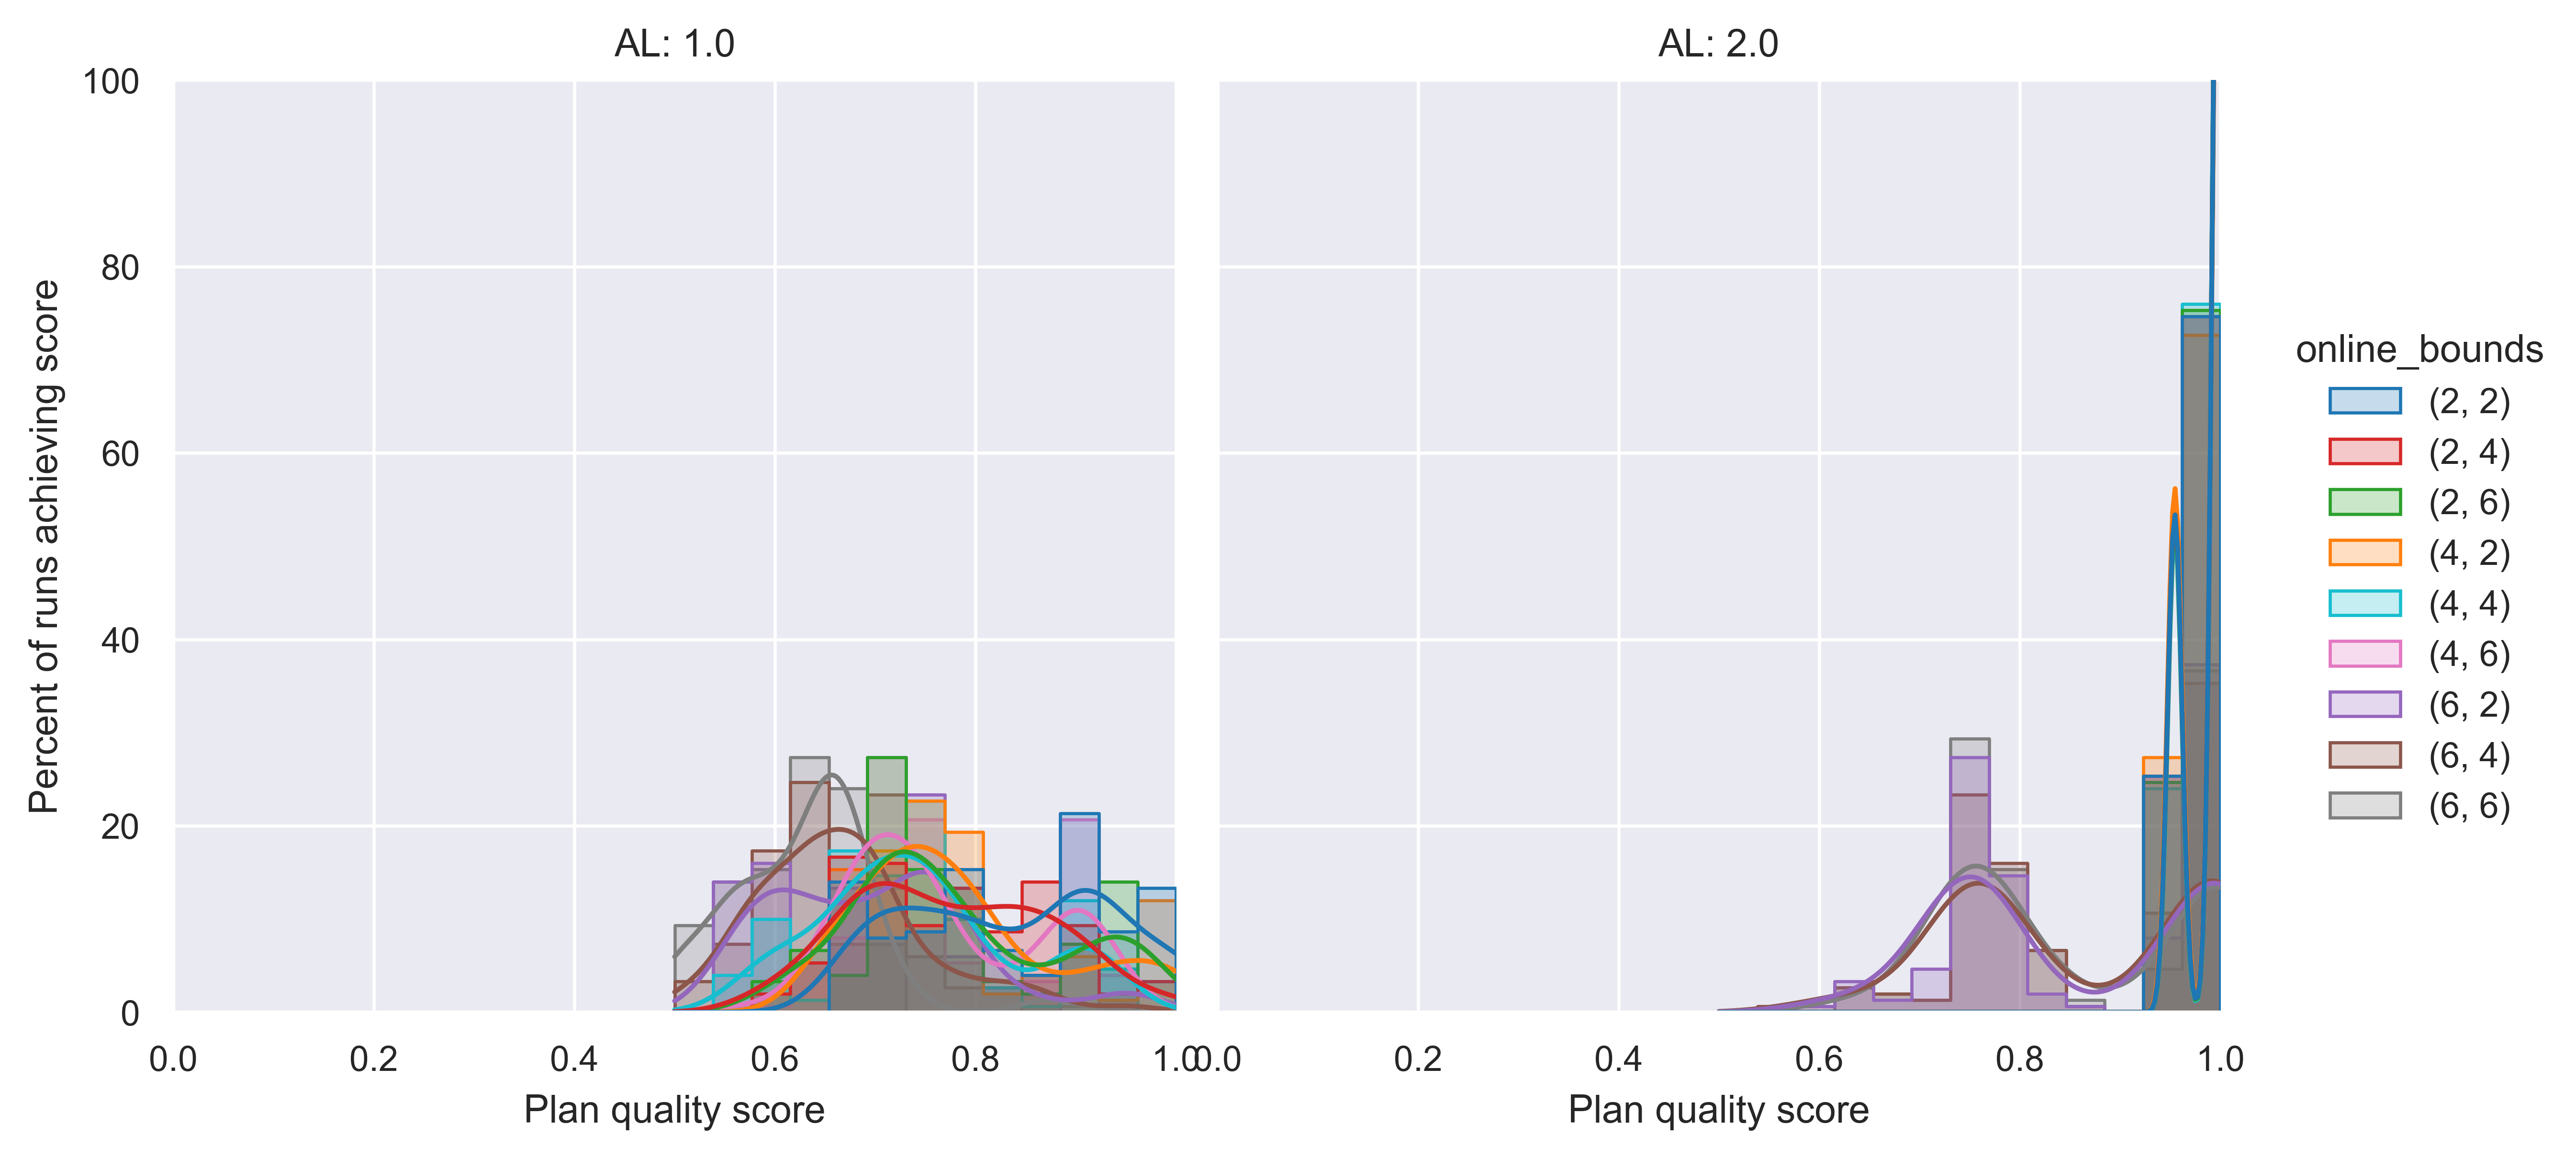 AL: 1.0
AL: 2.0
Percent of runs achieving score
100
80
60
40
20
0
0.0 0.2 0.4 0.6 0.8 1.0
0.0 0.2 0.4 0.6 0.8 1.0
Plan quality score
Plan quality score
online_bounds
(2, 2)
(2, 4)
(2, 6)
(4, 2)
(4, 4)
(4, 6)
(6, 2)
(6, 4)
(6, 6)